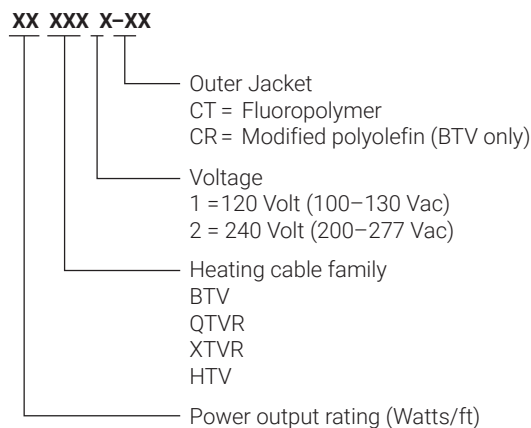 XX XXX X–XX
Outer Jacket
CT = Fluoropolymer
CR = Modified polyolefin (BTV only)
Voltage
1 =120 Volt (100–130 Vac)
2 = 240 Volt (200–277 Vac)
Heating cable family
BTV
QTVR
XTVR
HTV
Power output rating (Watts/ft)